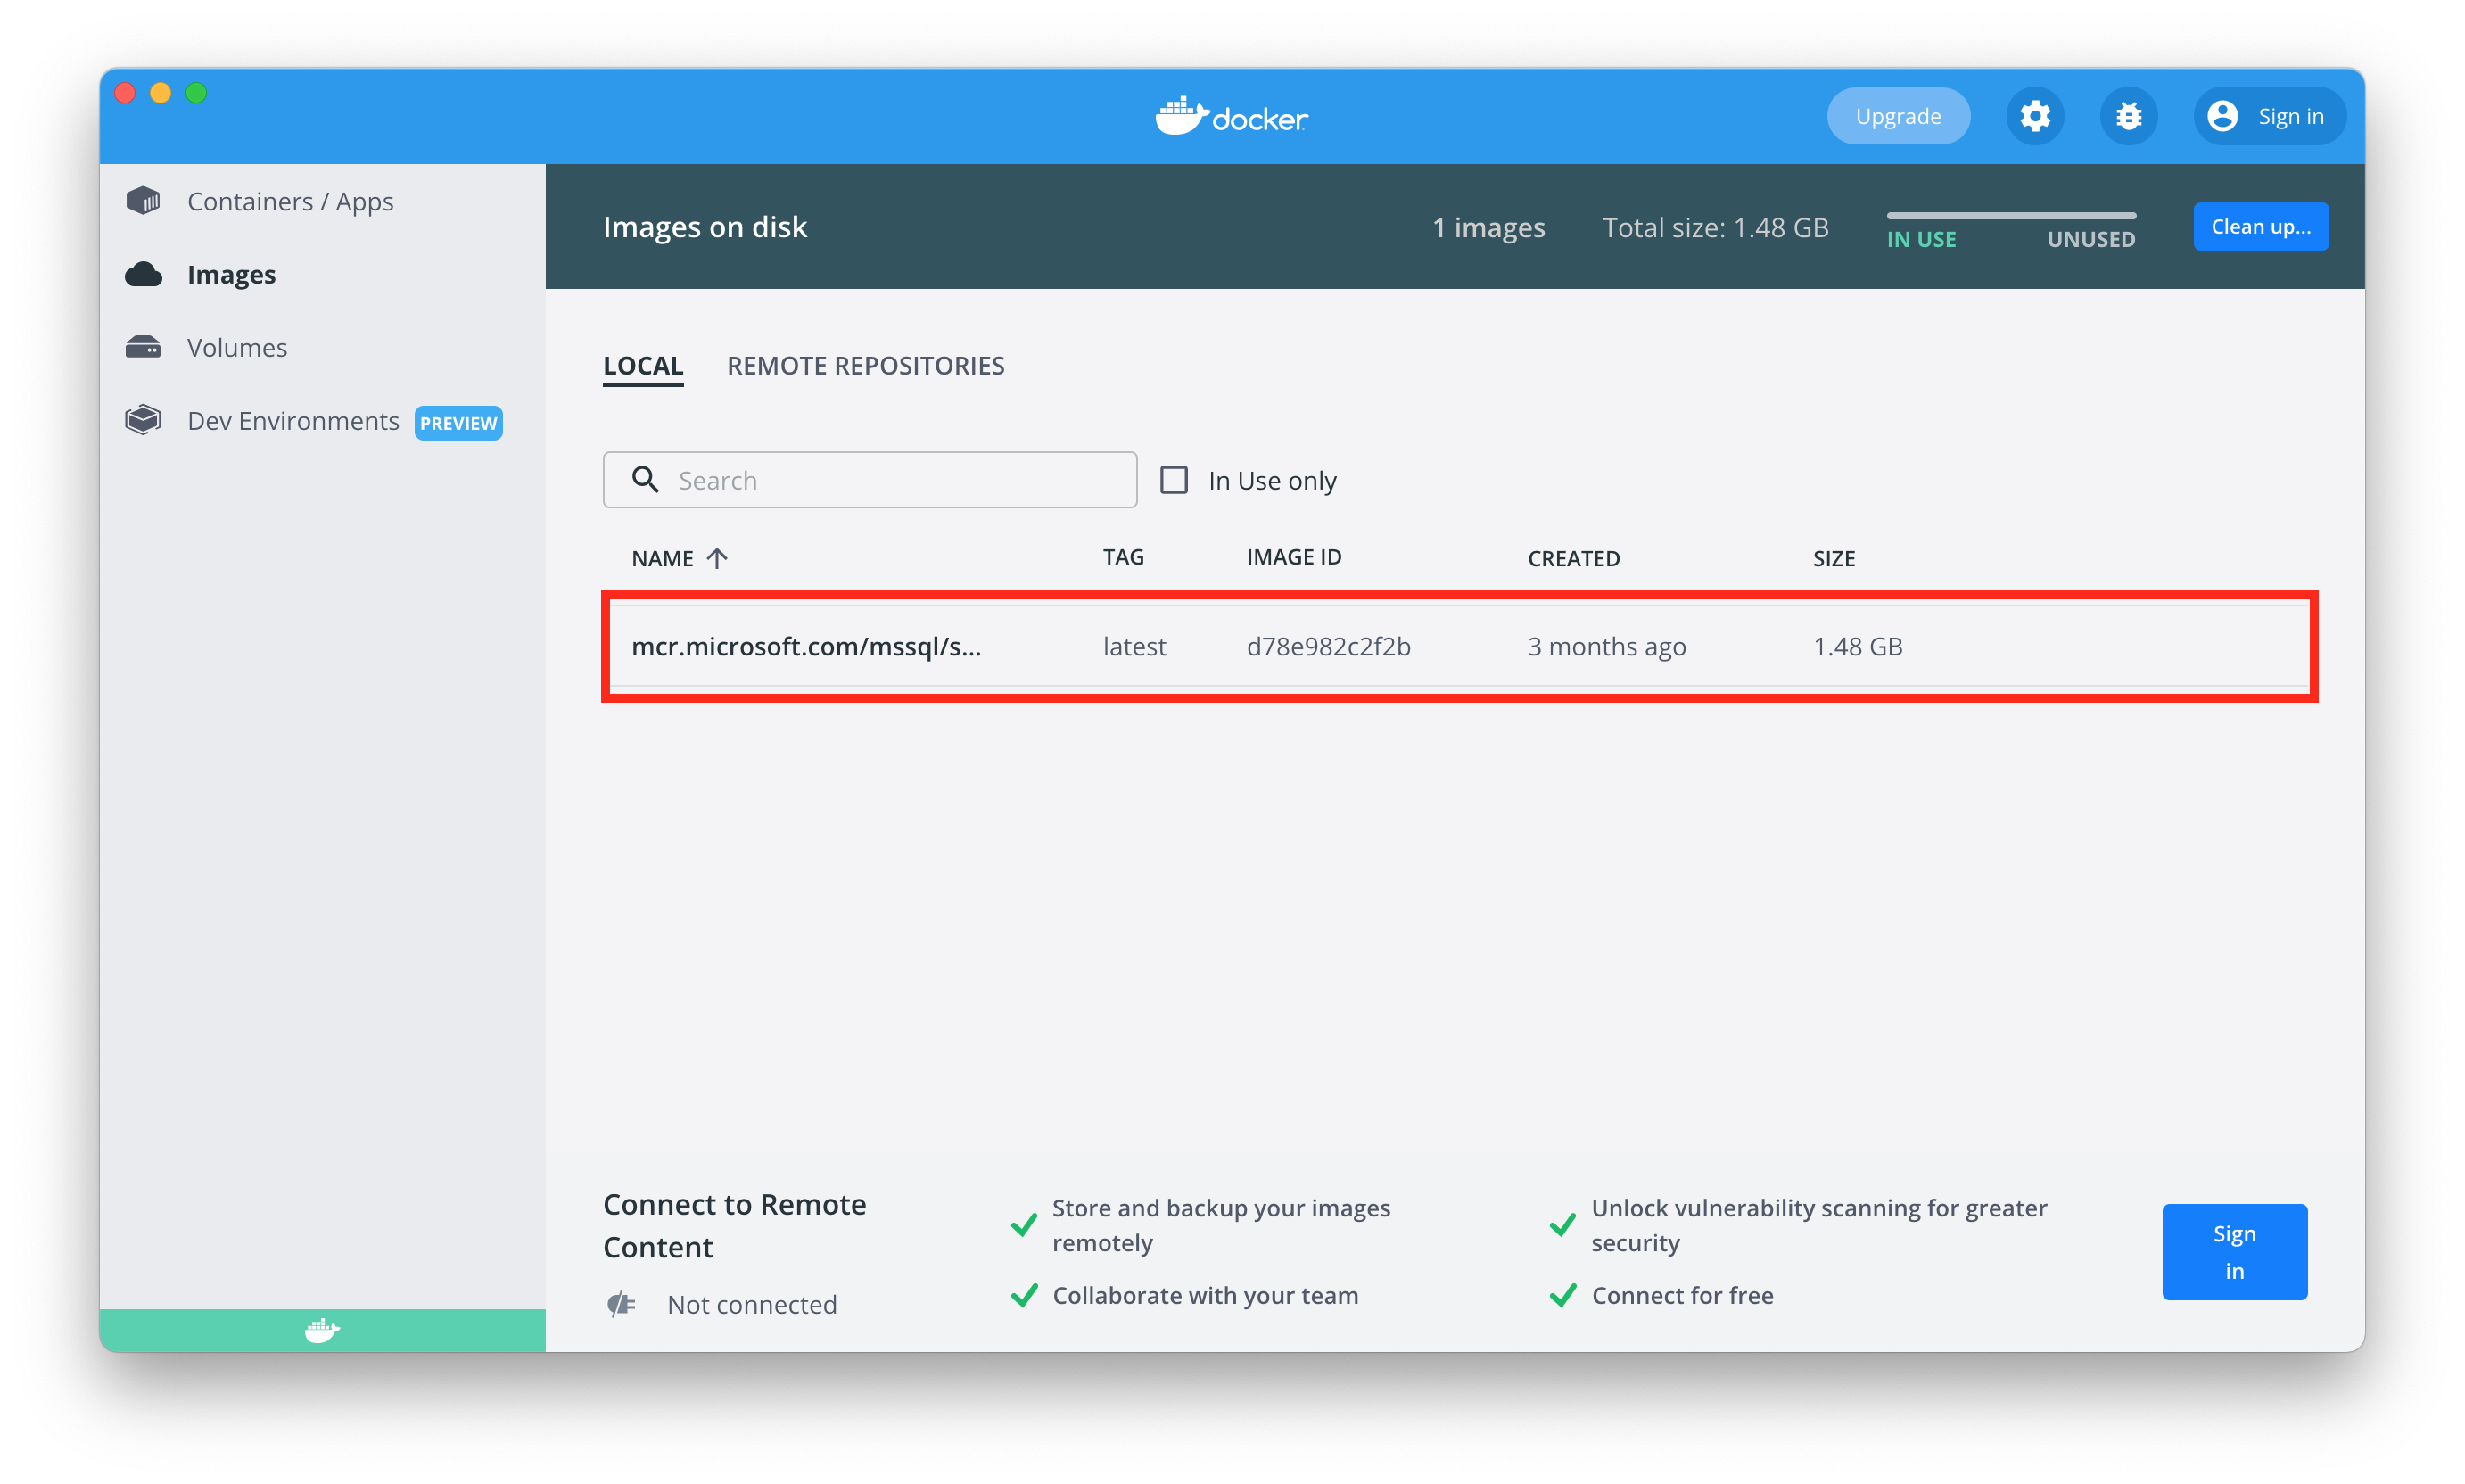 docker
Upgrade
Sign in
Containers / Apps
Images
Volumes
Dev Environments PREVIEW
Images on disk
1 images
Total size: 1.48 GB
IN USE
UNUSED
Clean up...
LOCAL
REMOTE REPOSITORIES
Search
In Use only
NAME TAG IMAGE ID CREATED SIZE
mcr.microsoft.com/mssql/s... latest d78e982c2f2b 3 months ago 1.48 GB
Connect to Remote
Content
Not connected
Store and backup your images
remotely
Collaborate with your team
Unlock vulnerability scanning for greater
security
Connect for free
Sign
in